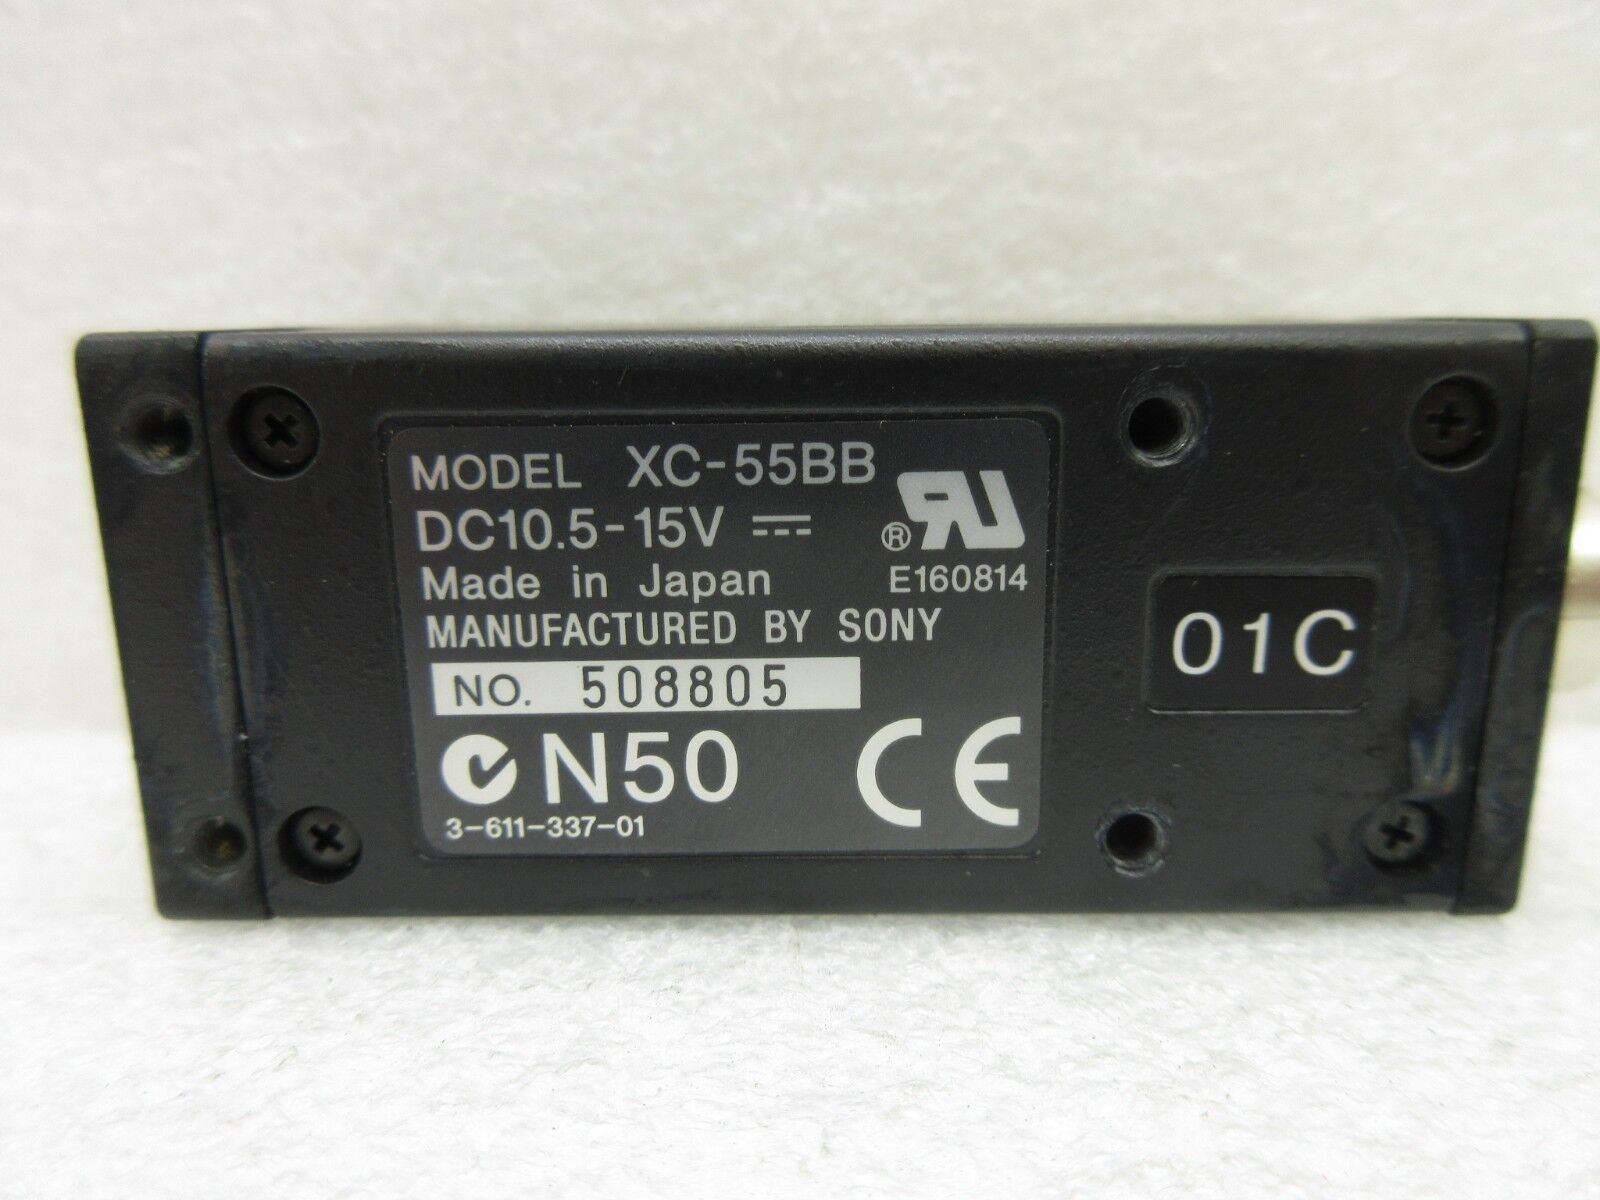 MODEL XC-55BB
DC10.5-15V
® RU
Made in Japan
E160814
MANUFACTURED BY SONY
NO. 508805
N50
CE
3-611-337-01
01C